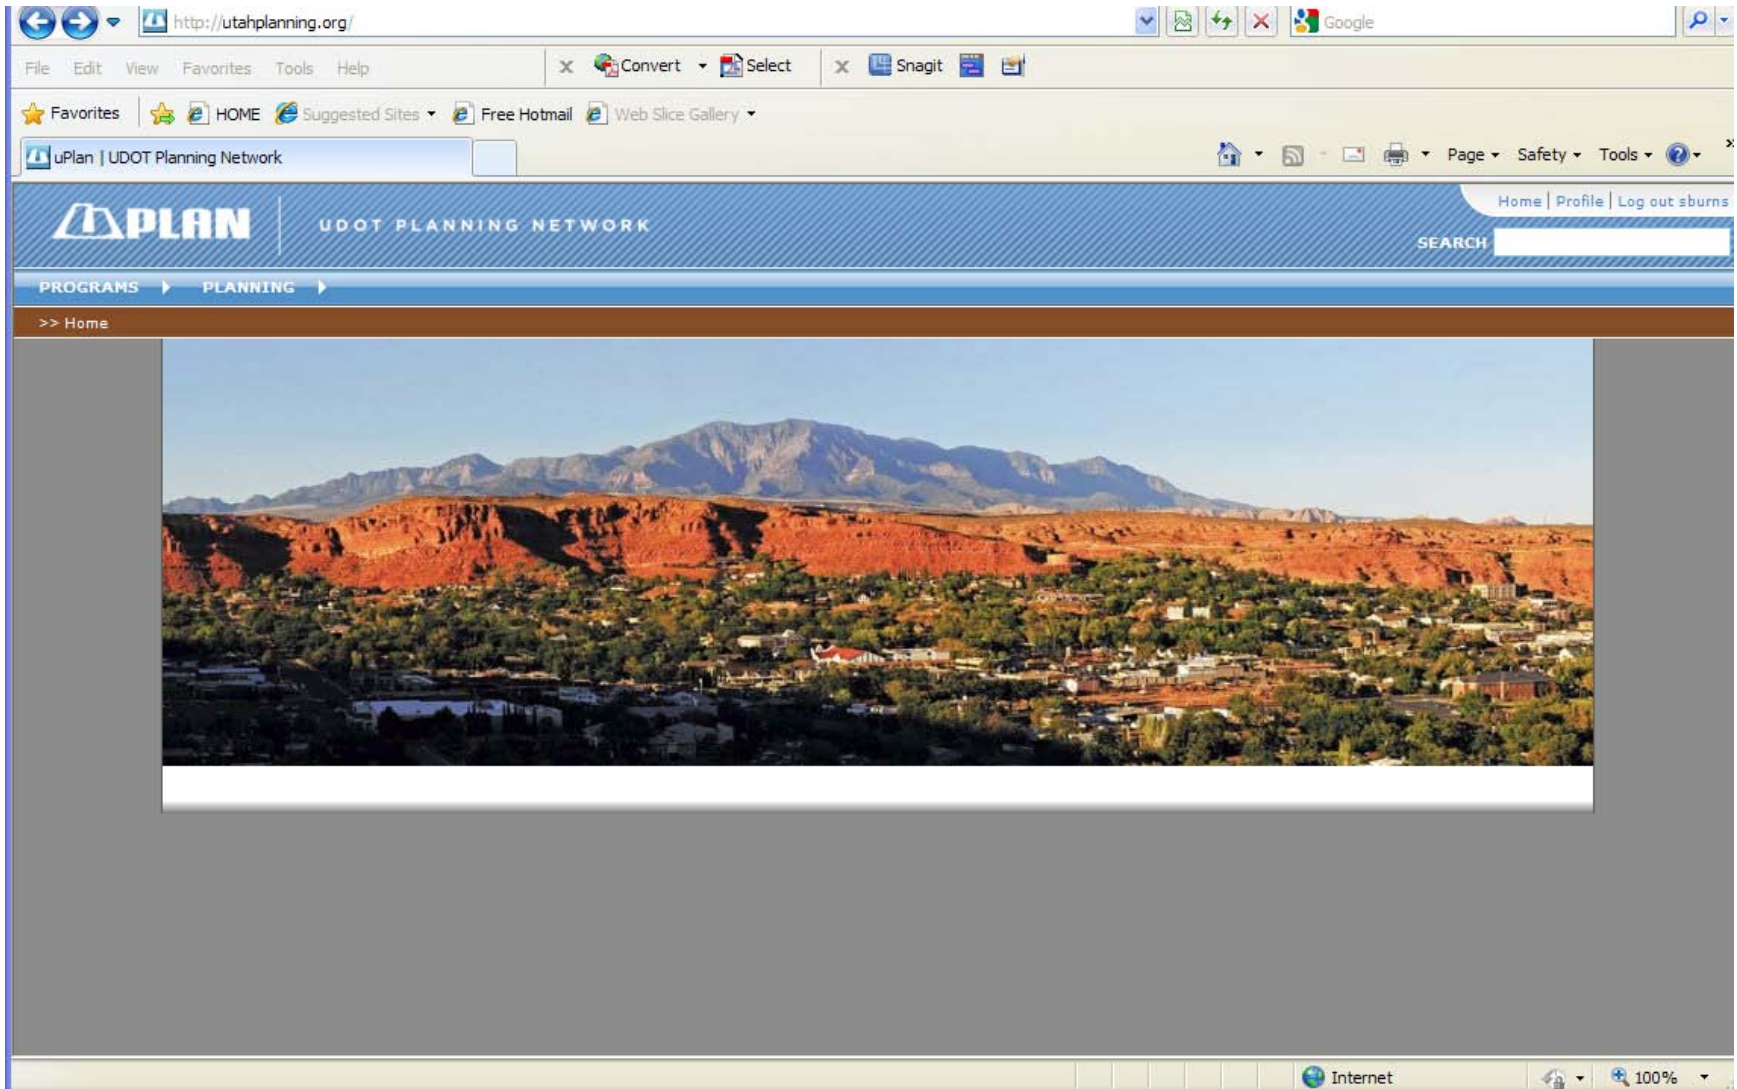 http://utahplanning.org/ Google
File Edit View Favorites Tools Help x Convert Select x Snagit
Favorites HOME Suggested Sites Free Hotmail Web Slice Gallery
uPlan | UDOT Planning Network Page Safety Tools
Home | Profile | Log out sburns
UPLAN UDOT PLANNING NETWORK
SEARCH
PROGRAMS PLANNING
>> Home
Internet 100%